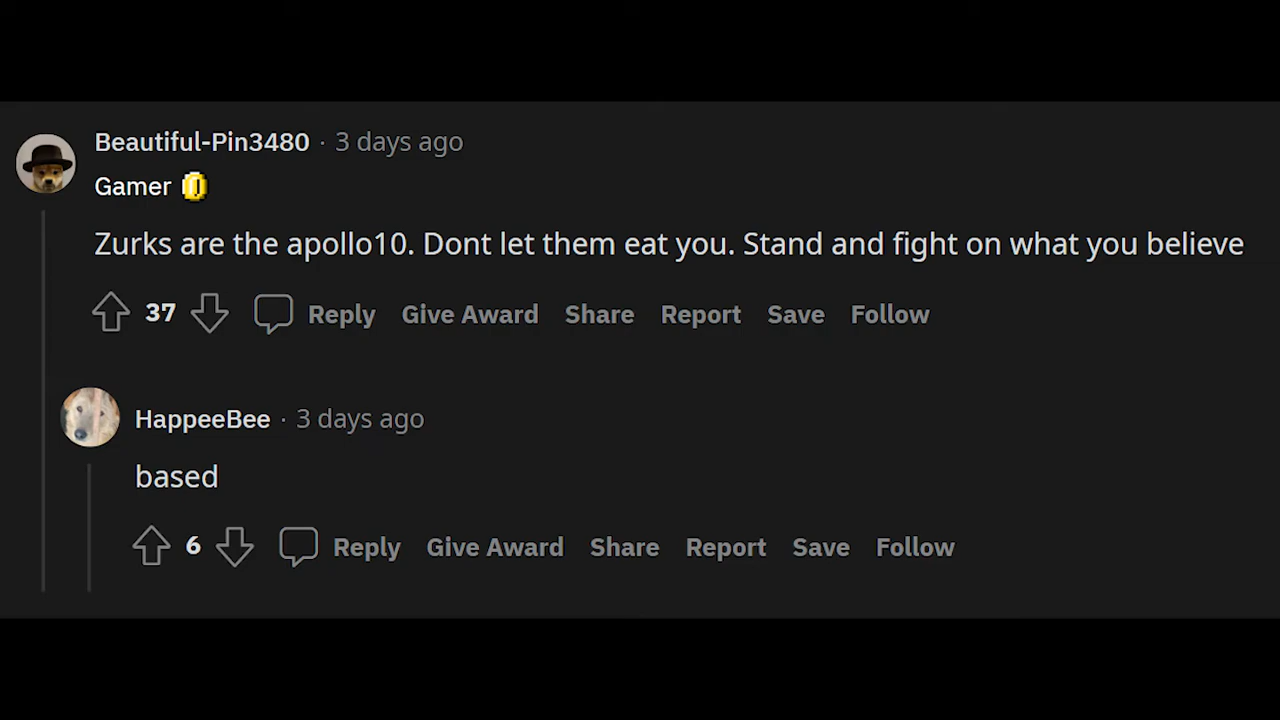 Beautiful-Pin3480 · 3 days ago
Gamer
Zurks are the apollo10. Dont let them eat you. Stand and fight on what you believe
37 Reply Give Award Share Report Save Follow
HappeeBee · 3 days ago
based
6 Reply Give Award Share Report Save Follow